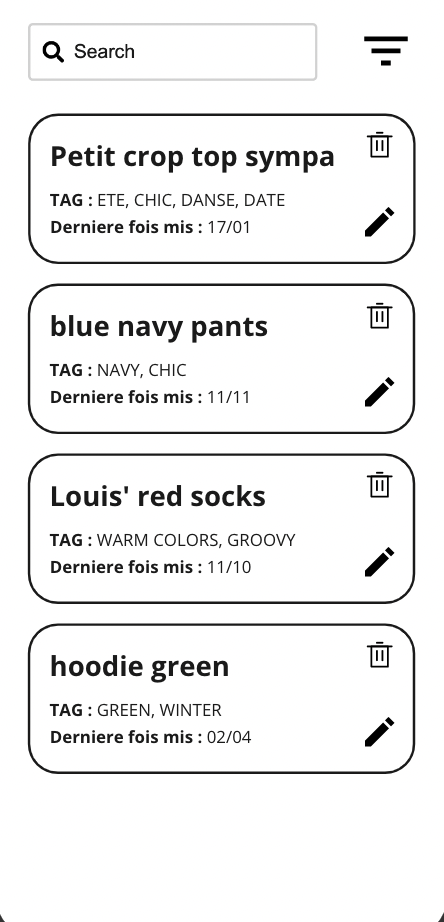 Search
Petit crop top sympa
TAG : ETE, CHIC, DANSE, DATE
Derniere fois mis : 17/01
blue navy pants
TAG : NAVY, CHIC
Derniere fois mis : 11/11
Louis' red socks
TAG : WARM COLORS, GROOVY
Derniere fois mis : 11/10
hoodie green
TAG : GREEN, WINTER
Derniere fois mis : 02/04